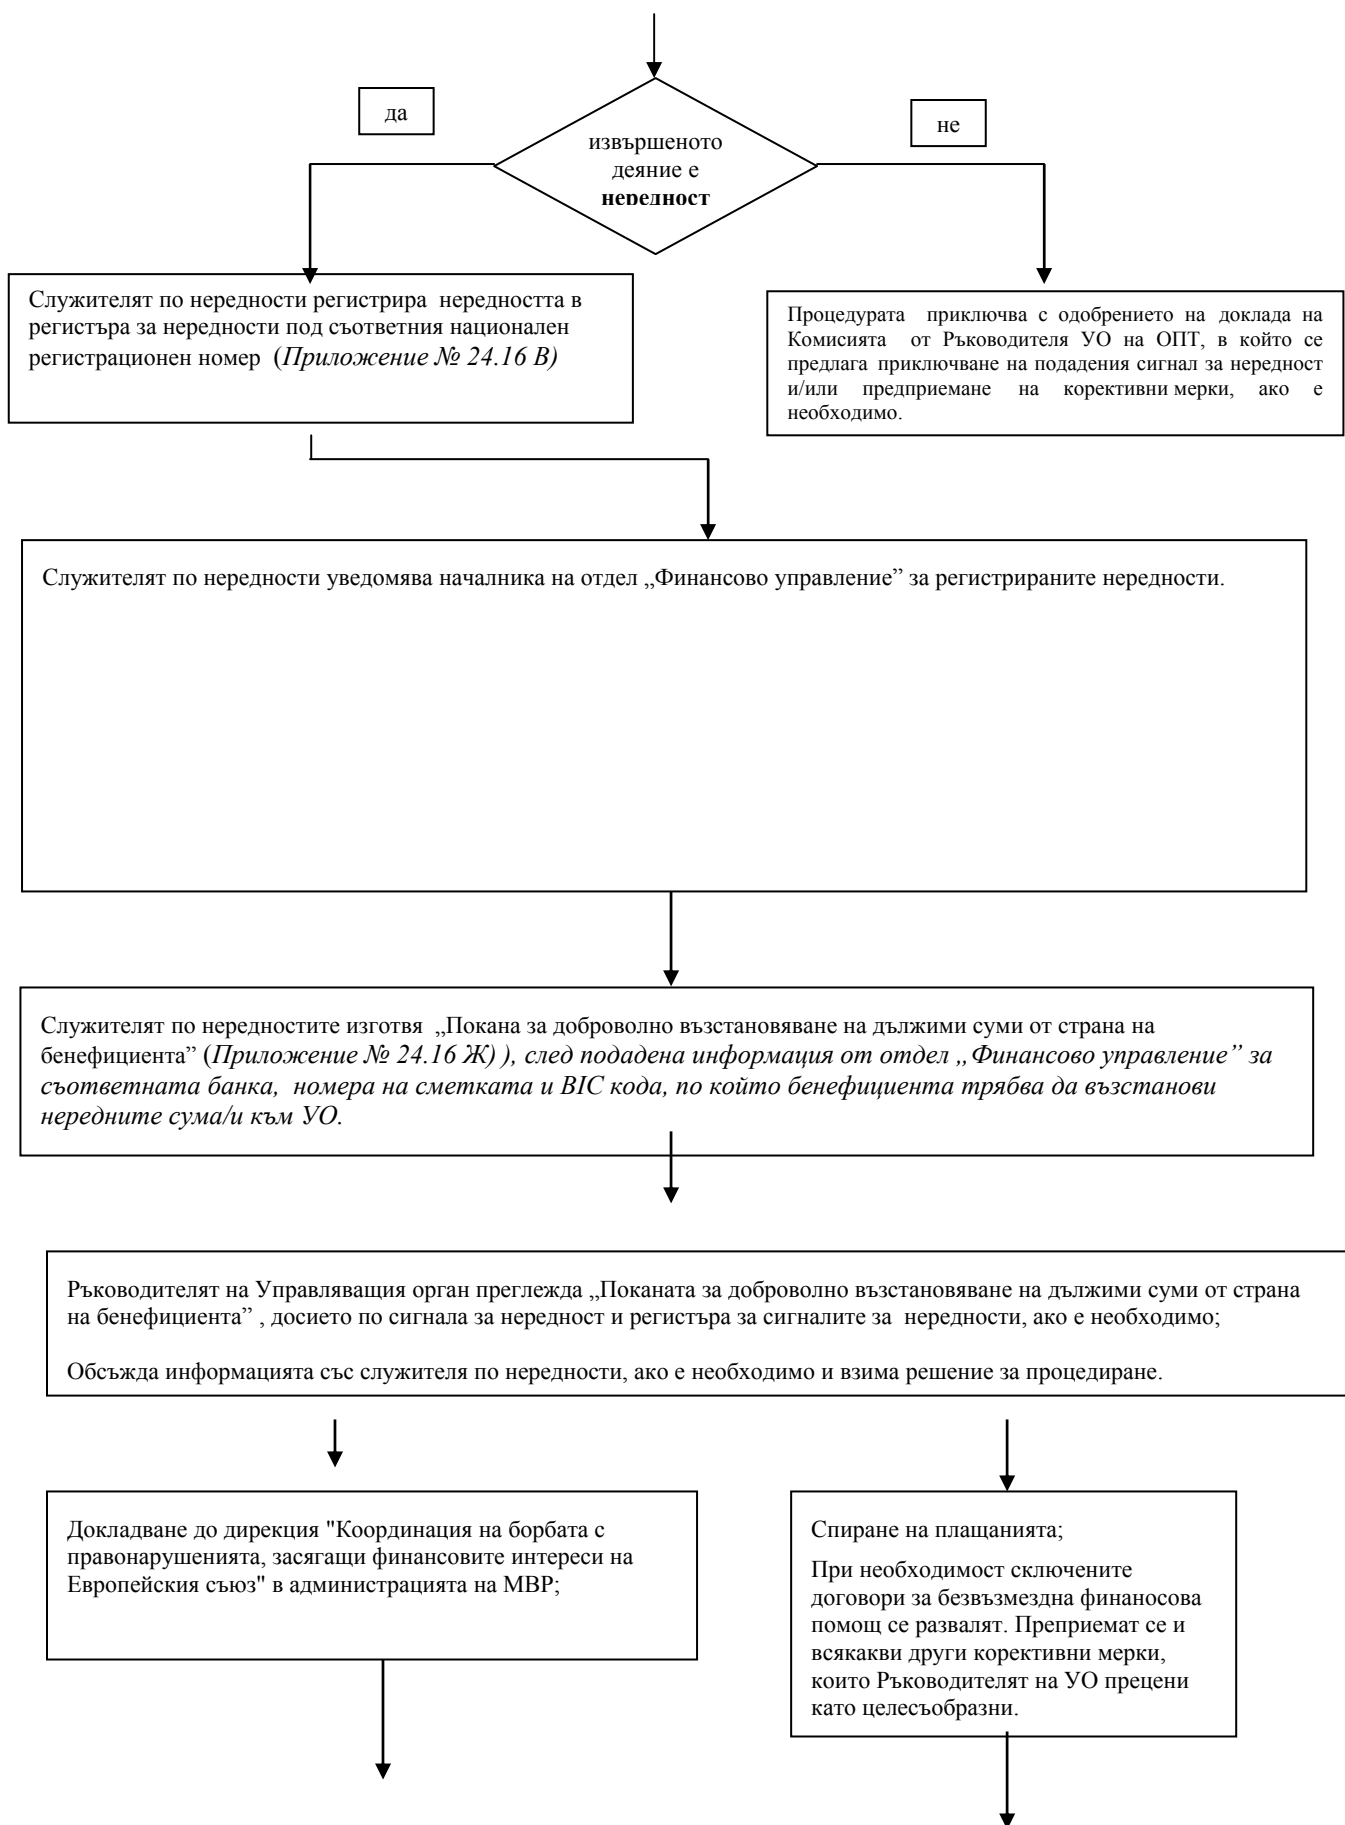 да
не
извършеното
деяние е
нередност
Служителят по нередности регистрира нередността в
регистъра за нередности под съответния национален
регистрационен номер (Приложение № 24.16 В)
Процедурата приключва с одобрението на доклада на
Комисията от Ръководителя УО на ОПТ, в който се
предлага приключване на подадения сигнал за нередност
и/или предприемане на корективни мерки, ако е
необходимо.
Служителят по нередности уведомява началника на отдел „Финансово управление” за регистрираните нередности.
Служителят по нередностите изготвя „Покана за доброволно възстановяване на дължими суми от страна на
бенефициента” (Приложение № 24.16 Ж) ), след подадена информация от отдел „Финансово управление” за
съответната банка, номера на сметката и BIC кода, по който бенефициента трябва да възстанови
нередните сума/и към УО.
Ръководителят на Управляващия орган преглежда „Поканата за доброволно възстановяване на дължими суми от страна
на бенефициента” , досието по сигнала за нередност и регистъра за сигналите за нередности, ако е необходимо;
Обсъжда информацията със служителя по нередности, ако е необходимо и взима решение за процедиране.
Докладване до дирекция "Координация на борбата с
правонарушенията, засягащи финансовите интереси на
Европейския съюз" в администрацията на МВР;
Спиране на плащанията;
При необходимост сключените
договори за безвъзмездна финаносова
помощ се развалят. Преприемат се и
всякакви други корективни мерки,
които Ръководителят на УО прецени
като целесъобразни.